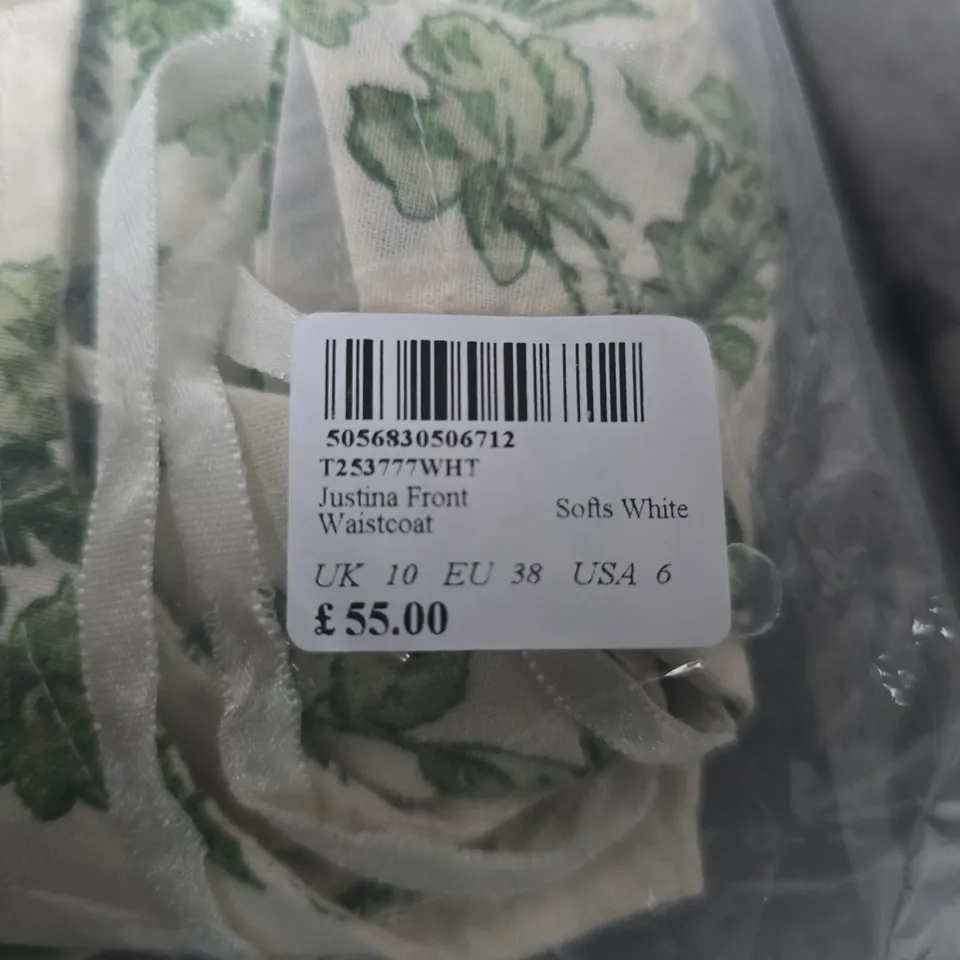 5056830506712
T253777WHT
Justina Front Waistcoat
Softs White
UK 10 EU 38 USA 6
£55.00